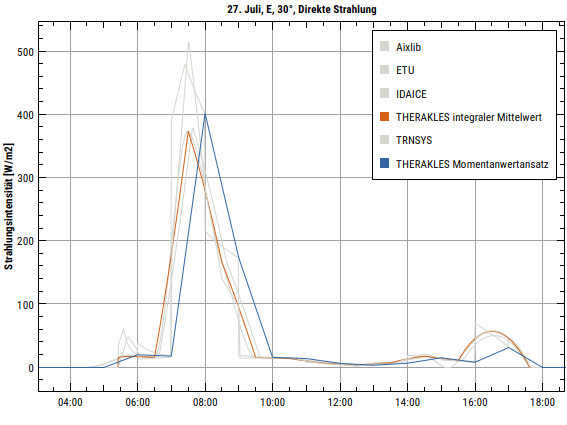 27. Juli, E, 30°, Direkte Strahlung
Strahlungsintensität [W/m2]
500
400
300
200
100
0
Aixlib
ETU
IDAICE
THERAKLES integraler Mittelwert
TRNSYS
THERAKLES Momentanwertansatz
04:00 06:00 08:00 10:00 12:00 14:00 16:00 18:00